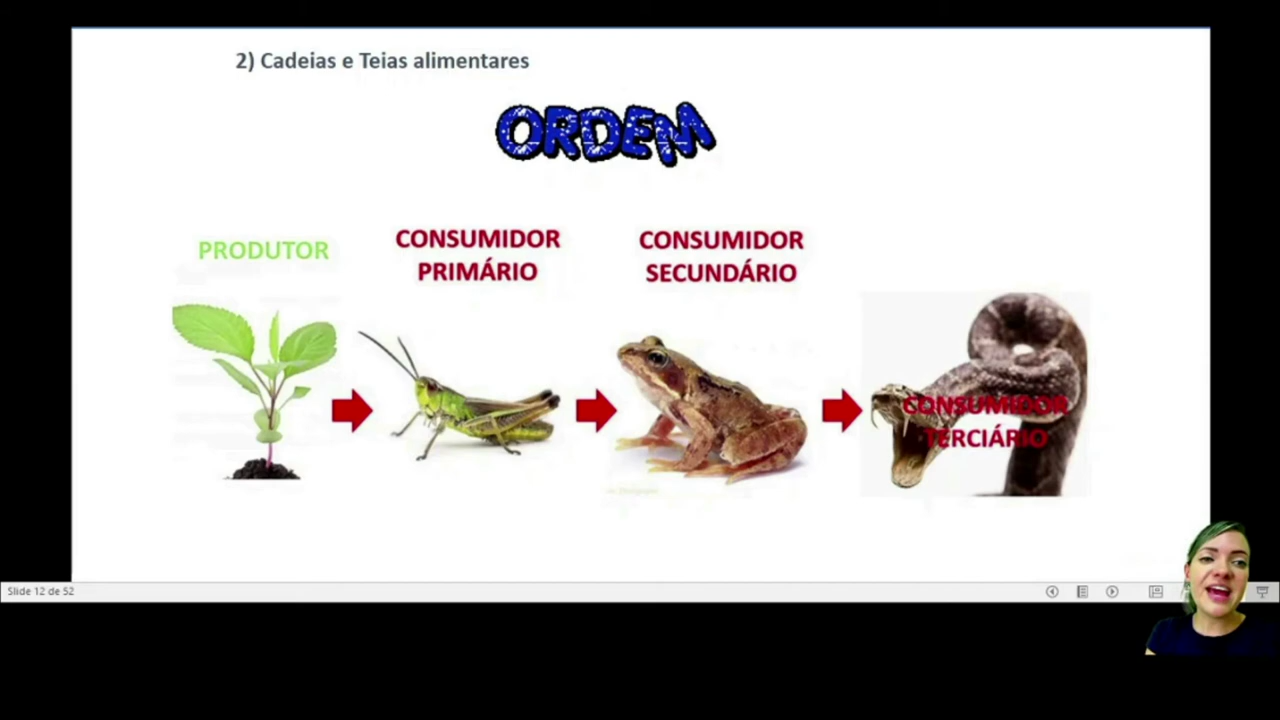 2) Cadeias e Teias alimentares
ORDEM
PRODUTOR
CONSUMIDOR
PRIMÁRIO
CONSUMIDOR
SECUNDÁRIO
CONSUMIDOR
TERCIÁRIO
Slide 12 de 52